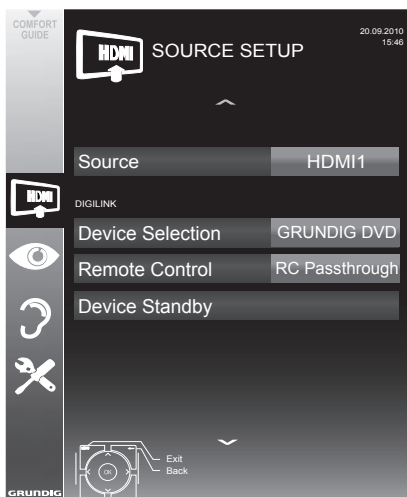 COMFORT
GUIDE
HDMI
SOURCE SETUP
20.09.2010
15:46
Source HDMI1
HDMI
DIGILINK
Device Selection GRUNDIG DVD
Remote Control RC Passthrough
Device Standby
Exit
Back
OK
GRUNDIG